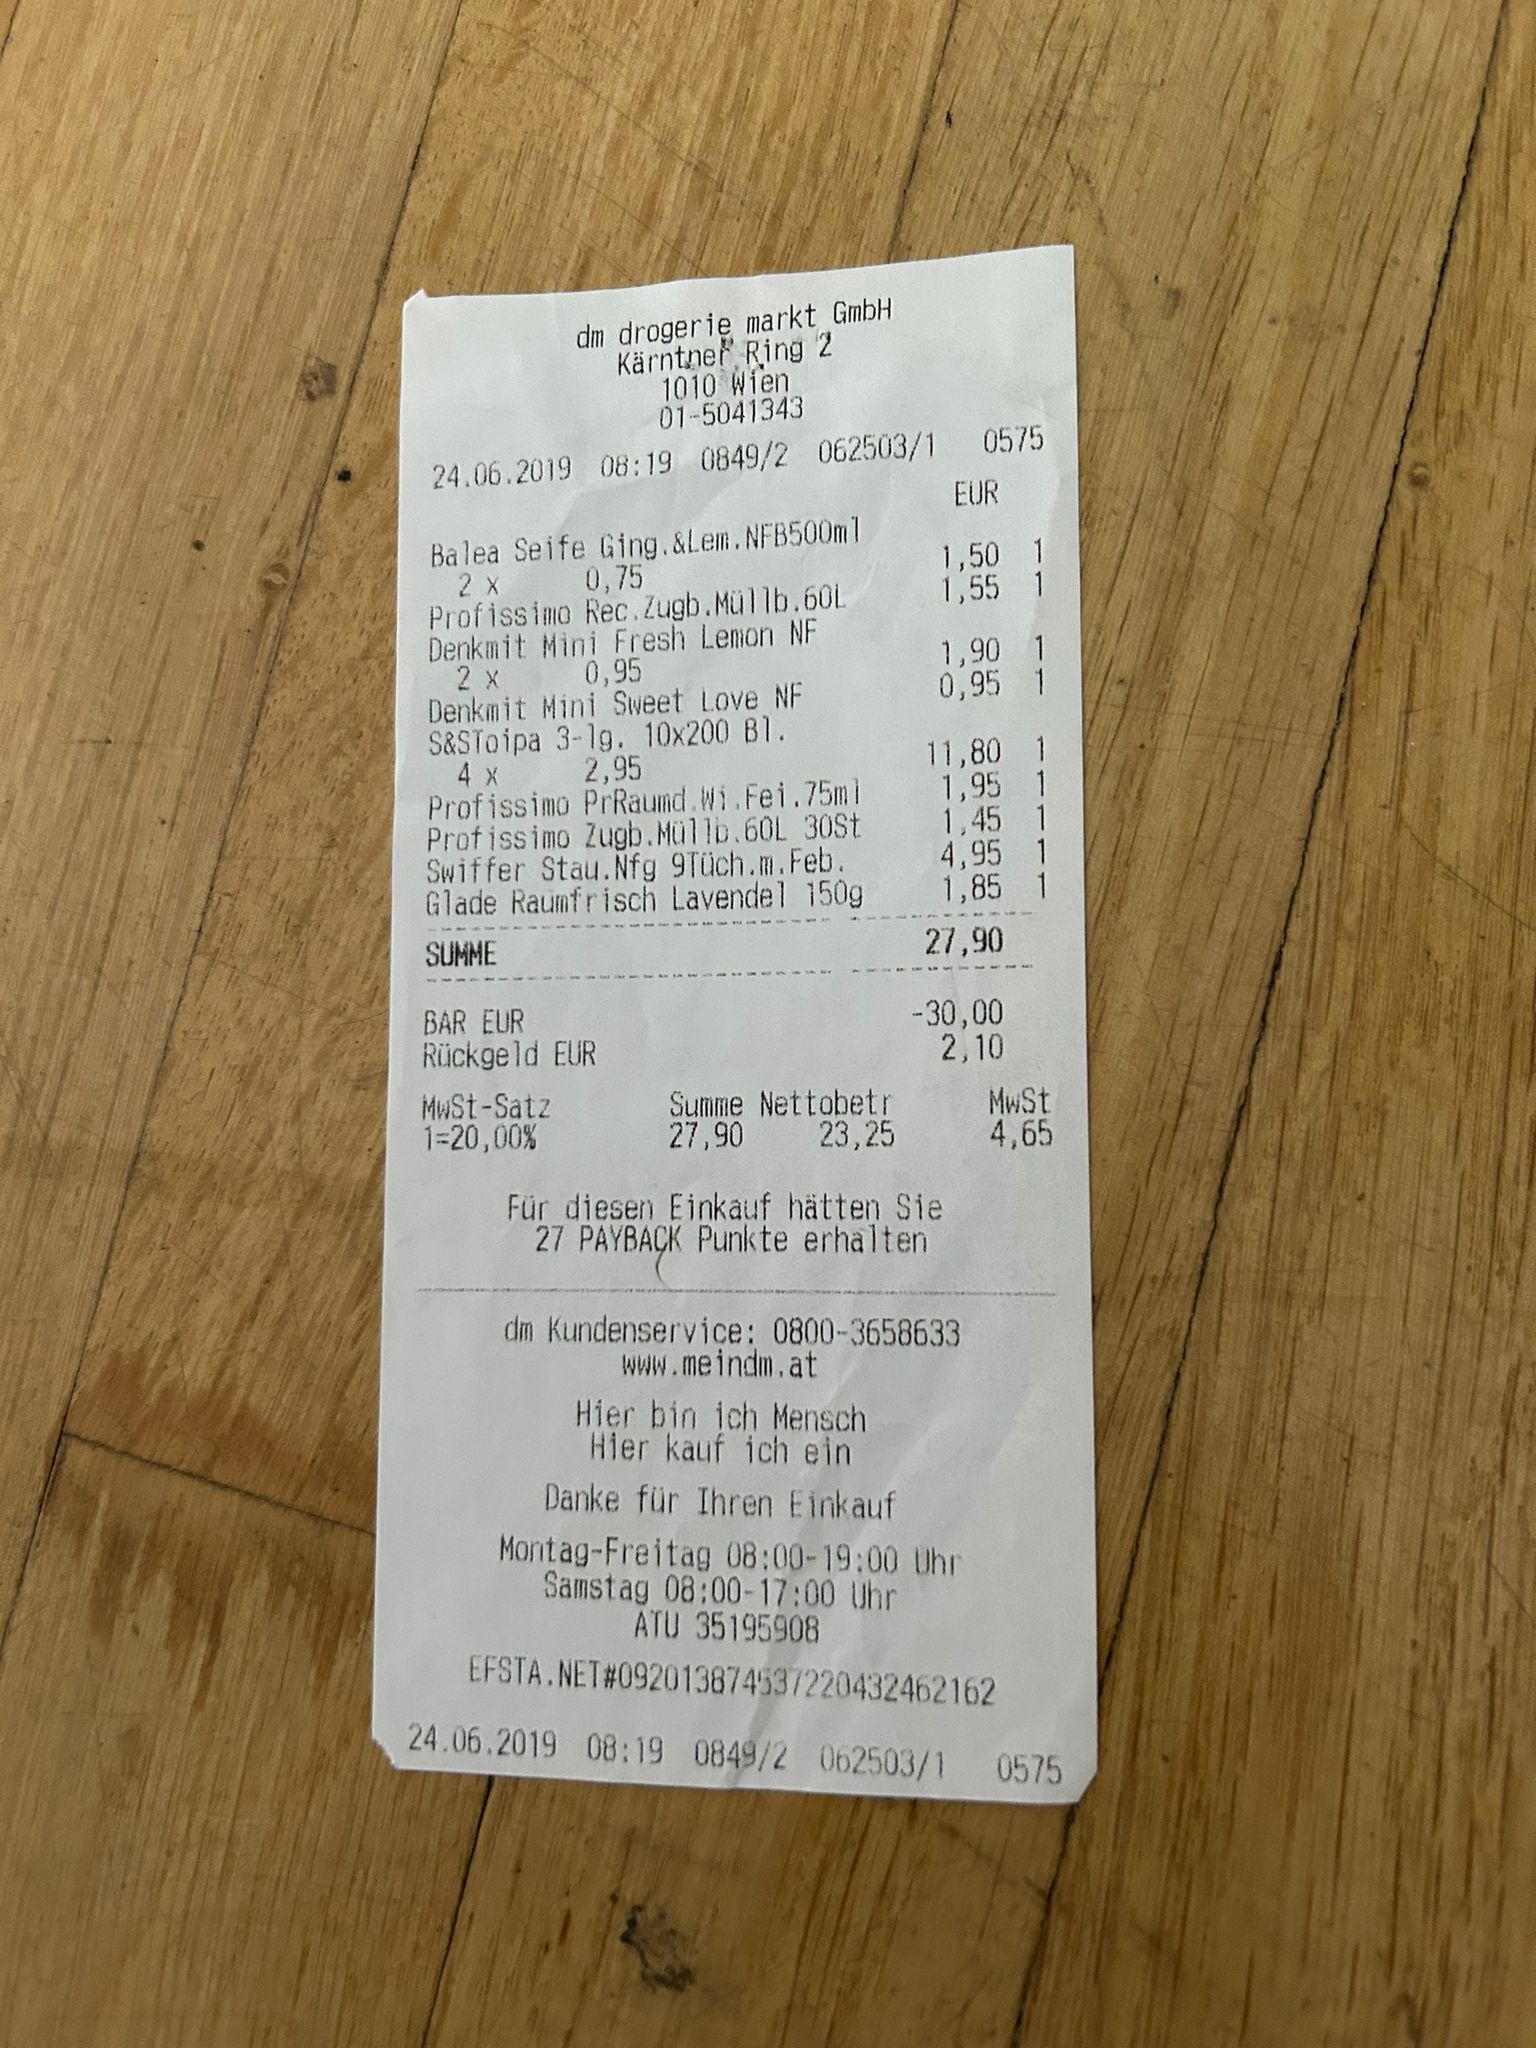 dm drogerie markt GmbH
Kärntner Ring 2
1010 Wien
01-5041343
24.06.2019 08:19 0849/2 062503/1 0575
EUR
Balea Seife Ging.&Lem.NFB500ml
2 x 0,75 1,50 1
Profissimo Rec.Zugb.Müllb.60L 1,55 1
Denkmit Mini Fresh Lemon NF
2 x 0,95 1,90 1
Denkmit Mini Sweet Love NF 0,95 1
S&SToipa 3-lg. 10x200 Bl.
4 x 2,95 11,80 1
Profissimo PrRaumd.Wi.Fei.75ml 1,95 1
Profissimo Zugb.Müllb.60L 30St 1,45 1
Swiffer Stau.Nfg 9Tüch.m.Feb. 4,95 1
Glade Raumfrisch Lavendel 150g 1,85 1
SUMME 27,90
BAR EUR -30,00
Rückgeld EUR 2,10
MwSt-Satz Summe Nettobetr MwSt
1=20,00% 27,90 23,25 4,65
Für diesen Einkauf hätten Sie
27 PAYBACK Punkte erhalten
dm Kundenservice: 0800-3658633
www.meindm.at
Hier bin ich Mensch
Hier kauf ich ein
Danke für Ihren Einkauf
Montag-Freitag 08:00-19:00 Uhr
Samstag 08:00-17:00 Uhr
ATU 35195908
EFSTA.NET#09201387453722043246​2162
24.06.2019 08:19 0849/2 062503/1 0575